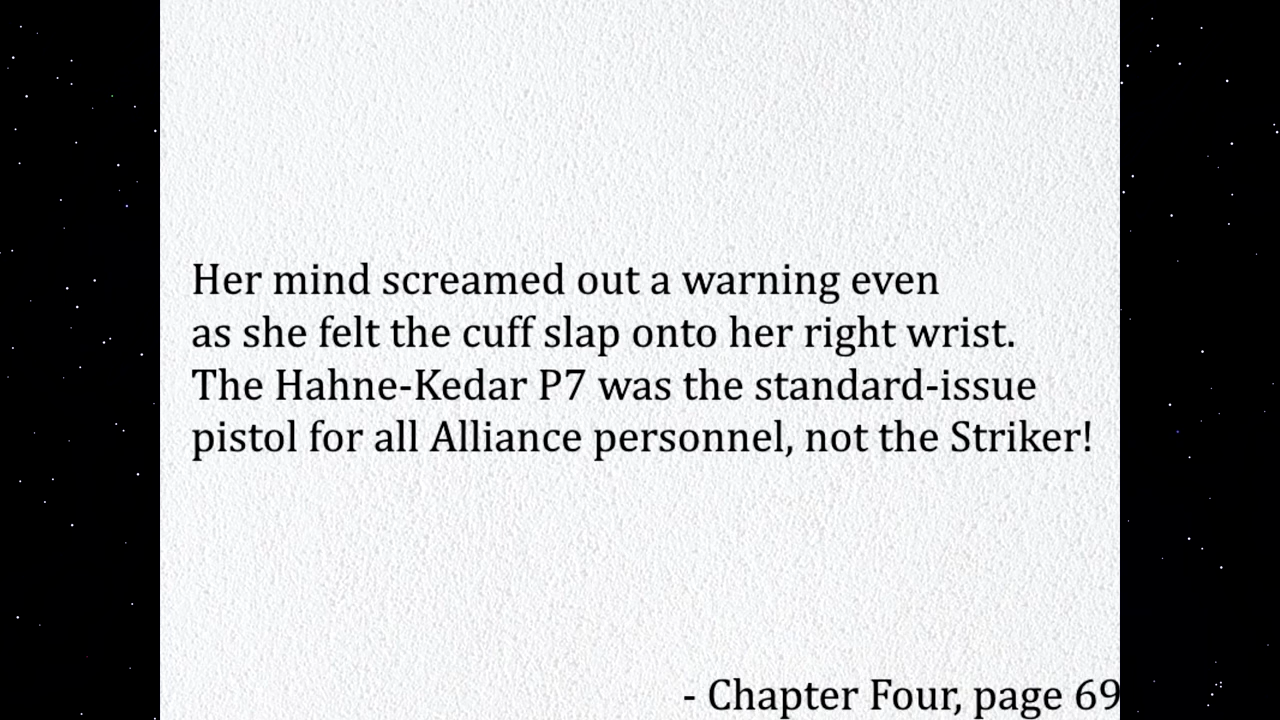 Her mind screamed out a warning even
as she felt the cuff slap onto her right wrist.
The Hahne-Kedar P7 was the standard-issue
pistol for all Alliance personnel, not the Striker!
- Chapter Four, page 69